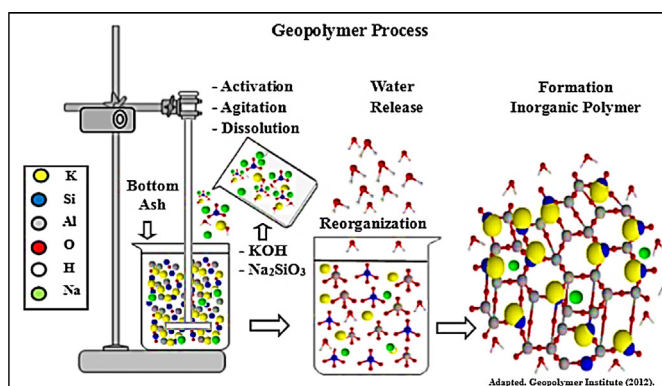 Geopolymer Process
- Activation
- Agitation
- Dissolution
Water
Release
Formation
Inorganic Polymer
K
Si
Al
O
H
Na
Bottom
Ash
- KOH
- Na₂SiO₃
Reorganization
Adapted. Geopolymer Institute (2012).